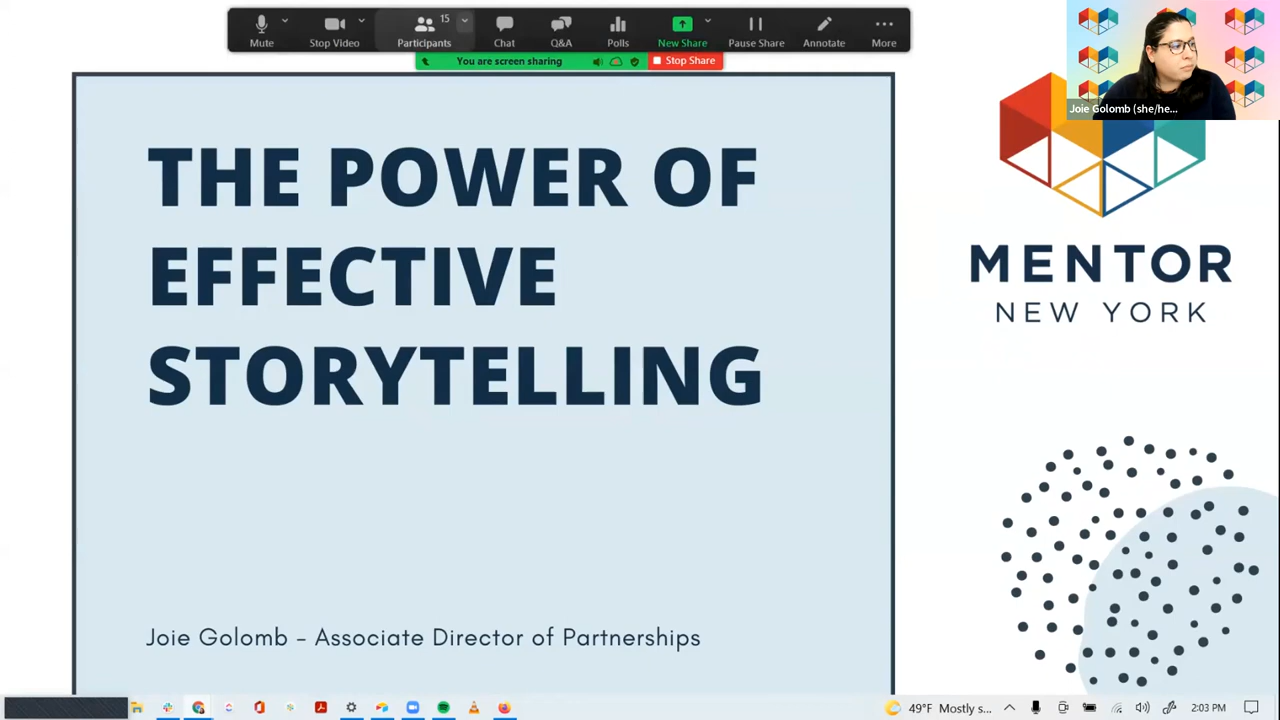 15
Mute
Stop Video
Participants
Chat
Q&A
Polls
New Share
Pause Share
Annotate
More
You are screen sharing
Stop Share
Joie Golomb (she/he...
THE POWER OF
EFFECTIVE
STORYTELLING
MENTOR
NEW YORK
Joie Golomb - Associate Director of Partnerships
49°F Mostly s...
2:03 PM